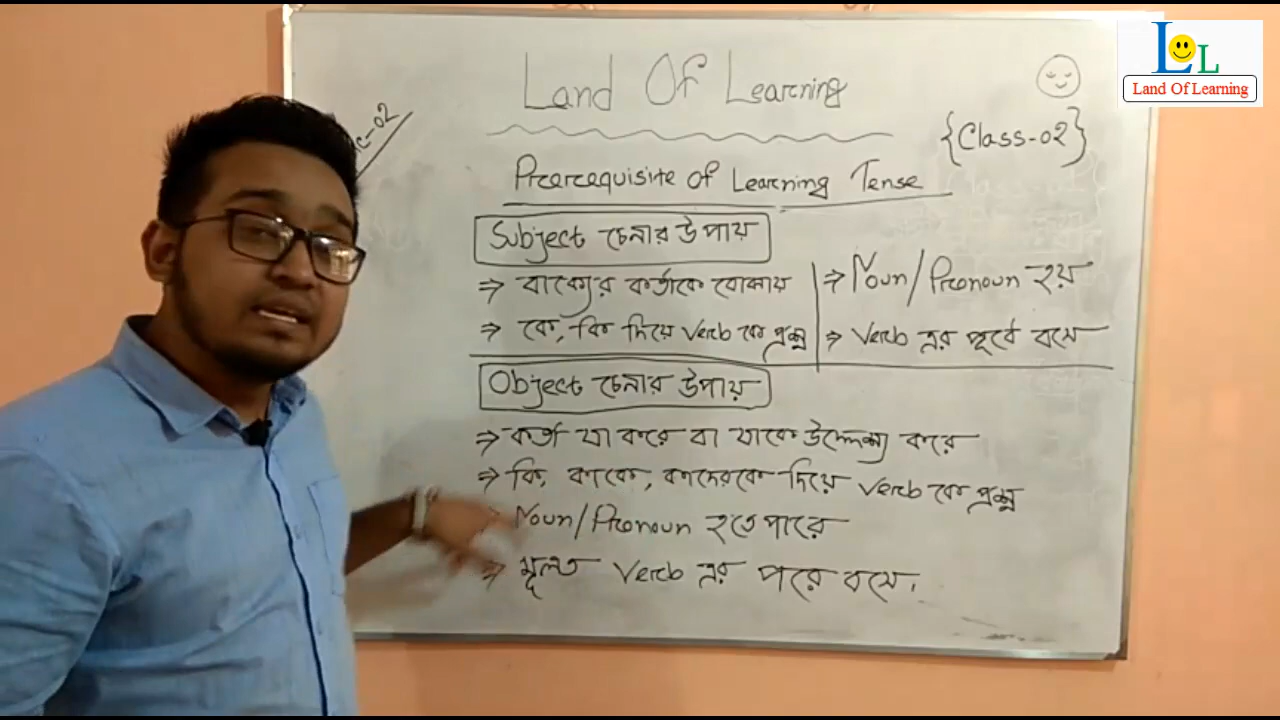 Land Of Learning
L L
Land Of Learning
{Class-02}
c-02
Prerequisite of Learning Tense
Subject চেনার উপায়
⇒ বাক্যের কর্তাকে বোঝায়
⇒ কে, কি দিয়ে Verb কে প্রশ্ন
⇒ Noun/Pronoun হয়
⇒ Verb এর পূর্বে বসে
Object চেনার উপায়
⇒ কর্তা যা করে বা যাকে উদ্দেশ্য করে
⇒ কি, কাকে, কাদেরকে দিয়ে Verb কে প্রশ্ন
⇒ Noun/Pronoun হতে পারে
⇒ মূলত Verb এর পরে বসে।